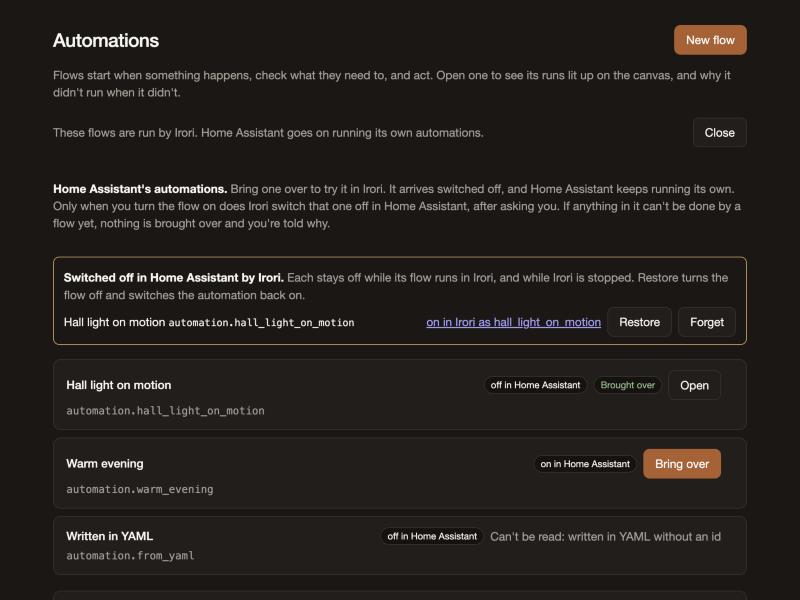 Automations
New flow
Flows start when something happens, check what they need to, and act. Open one to see its runs lit up on the canvas, and why it
didn't run when it didn't.
These flows are run by Irori. Home Assistant goes on running its own automations.
Close
Home Assistant's automations. Bring one over to try it in Irori. It arrives switched off, and Home Assistant keeps running its own.
Only when you turn the flow on does Irori switch that one off in Home Assistant, after asking you. If anything in it can't be done by a
flow yet, nothing is brought over and you're told why.
Switched off in Home Assistant by Irori. Each stays off while its flow runs in Irori, and while Irori is stopped. Restore turns the
flow off and switches the automation back on.
Hall light on motion automation.hall_light_on_motion
on in Irori as hall_light_on_motion
Restore
Forget
Hall light on motion
off in Home Assistant
Brought over
Open
automation.hall_light_on_motion
Warm evening
on in Home Assistant
Bring over
automation.warm_evening
Written in YAML
off in Home Assistant
Can't be read: written in YAML without an id
automation.from_yaml